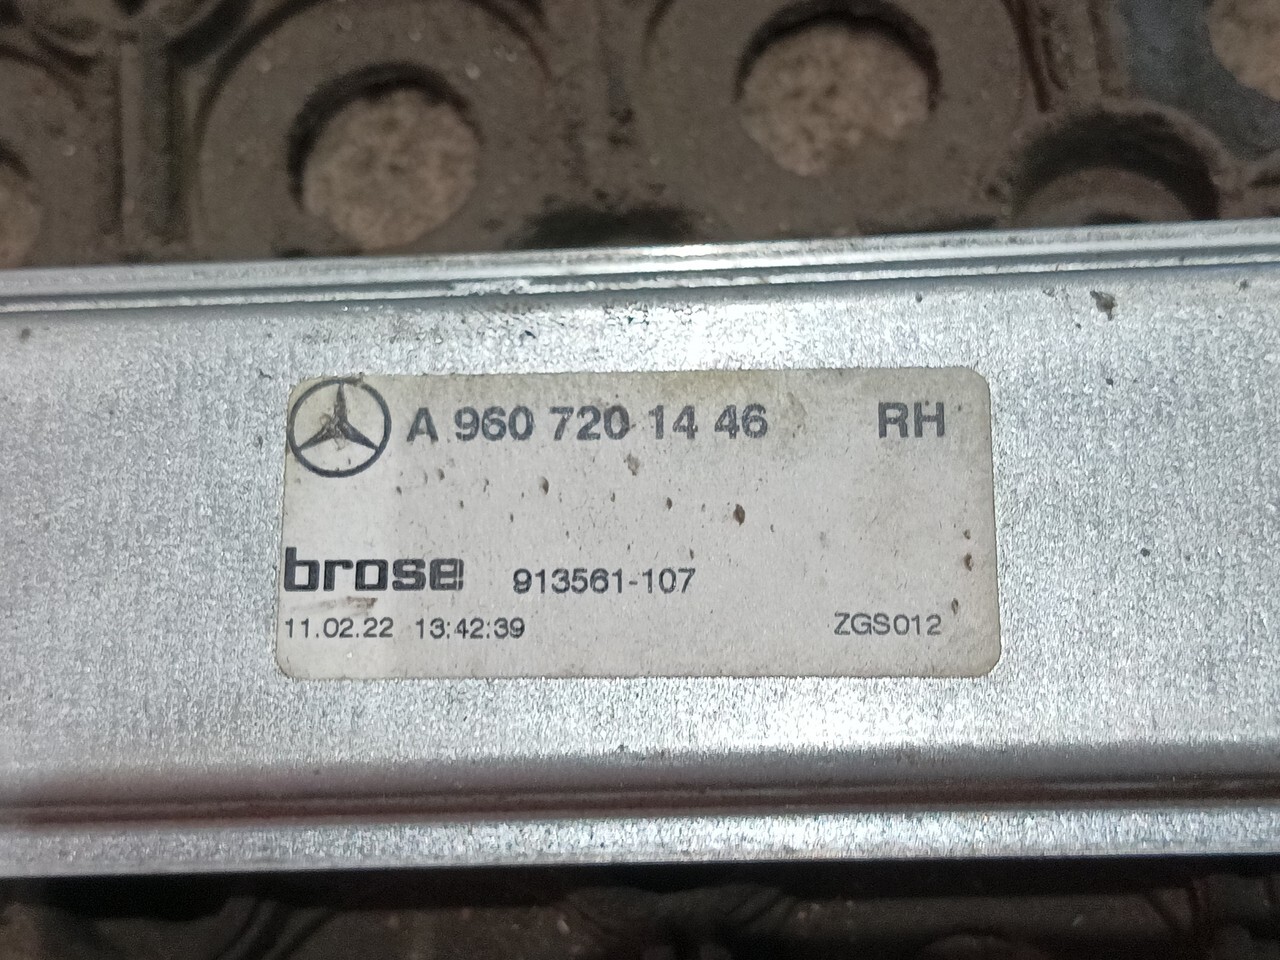 A 960 720 14 46 RH
brose 913561-107
11.02.22 13:42:39 ZGS012